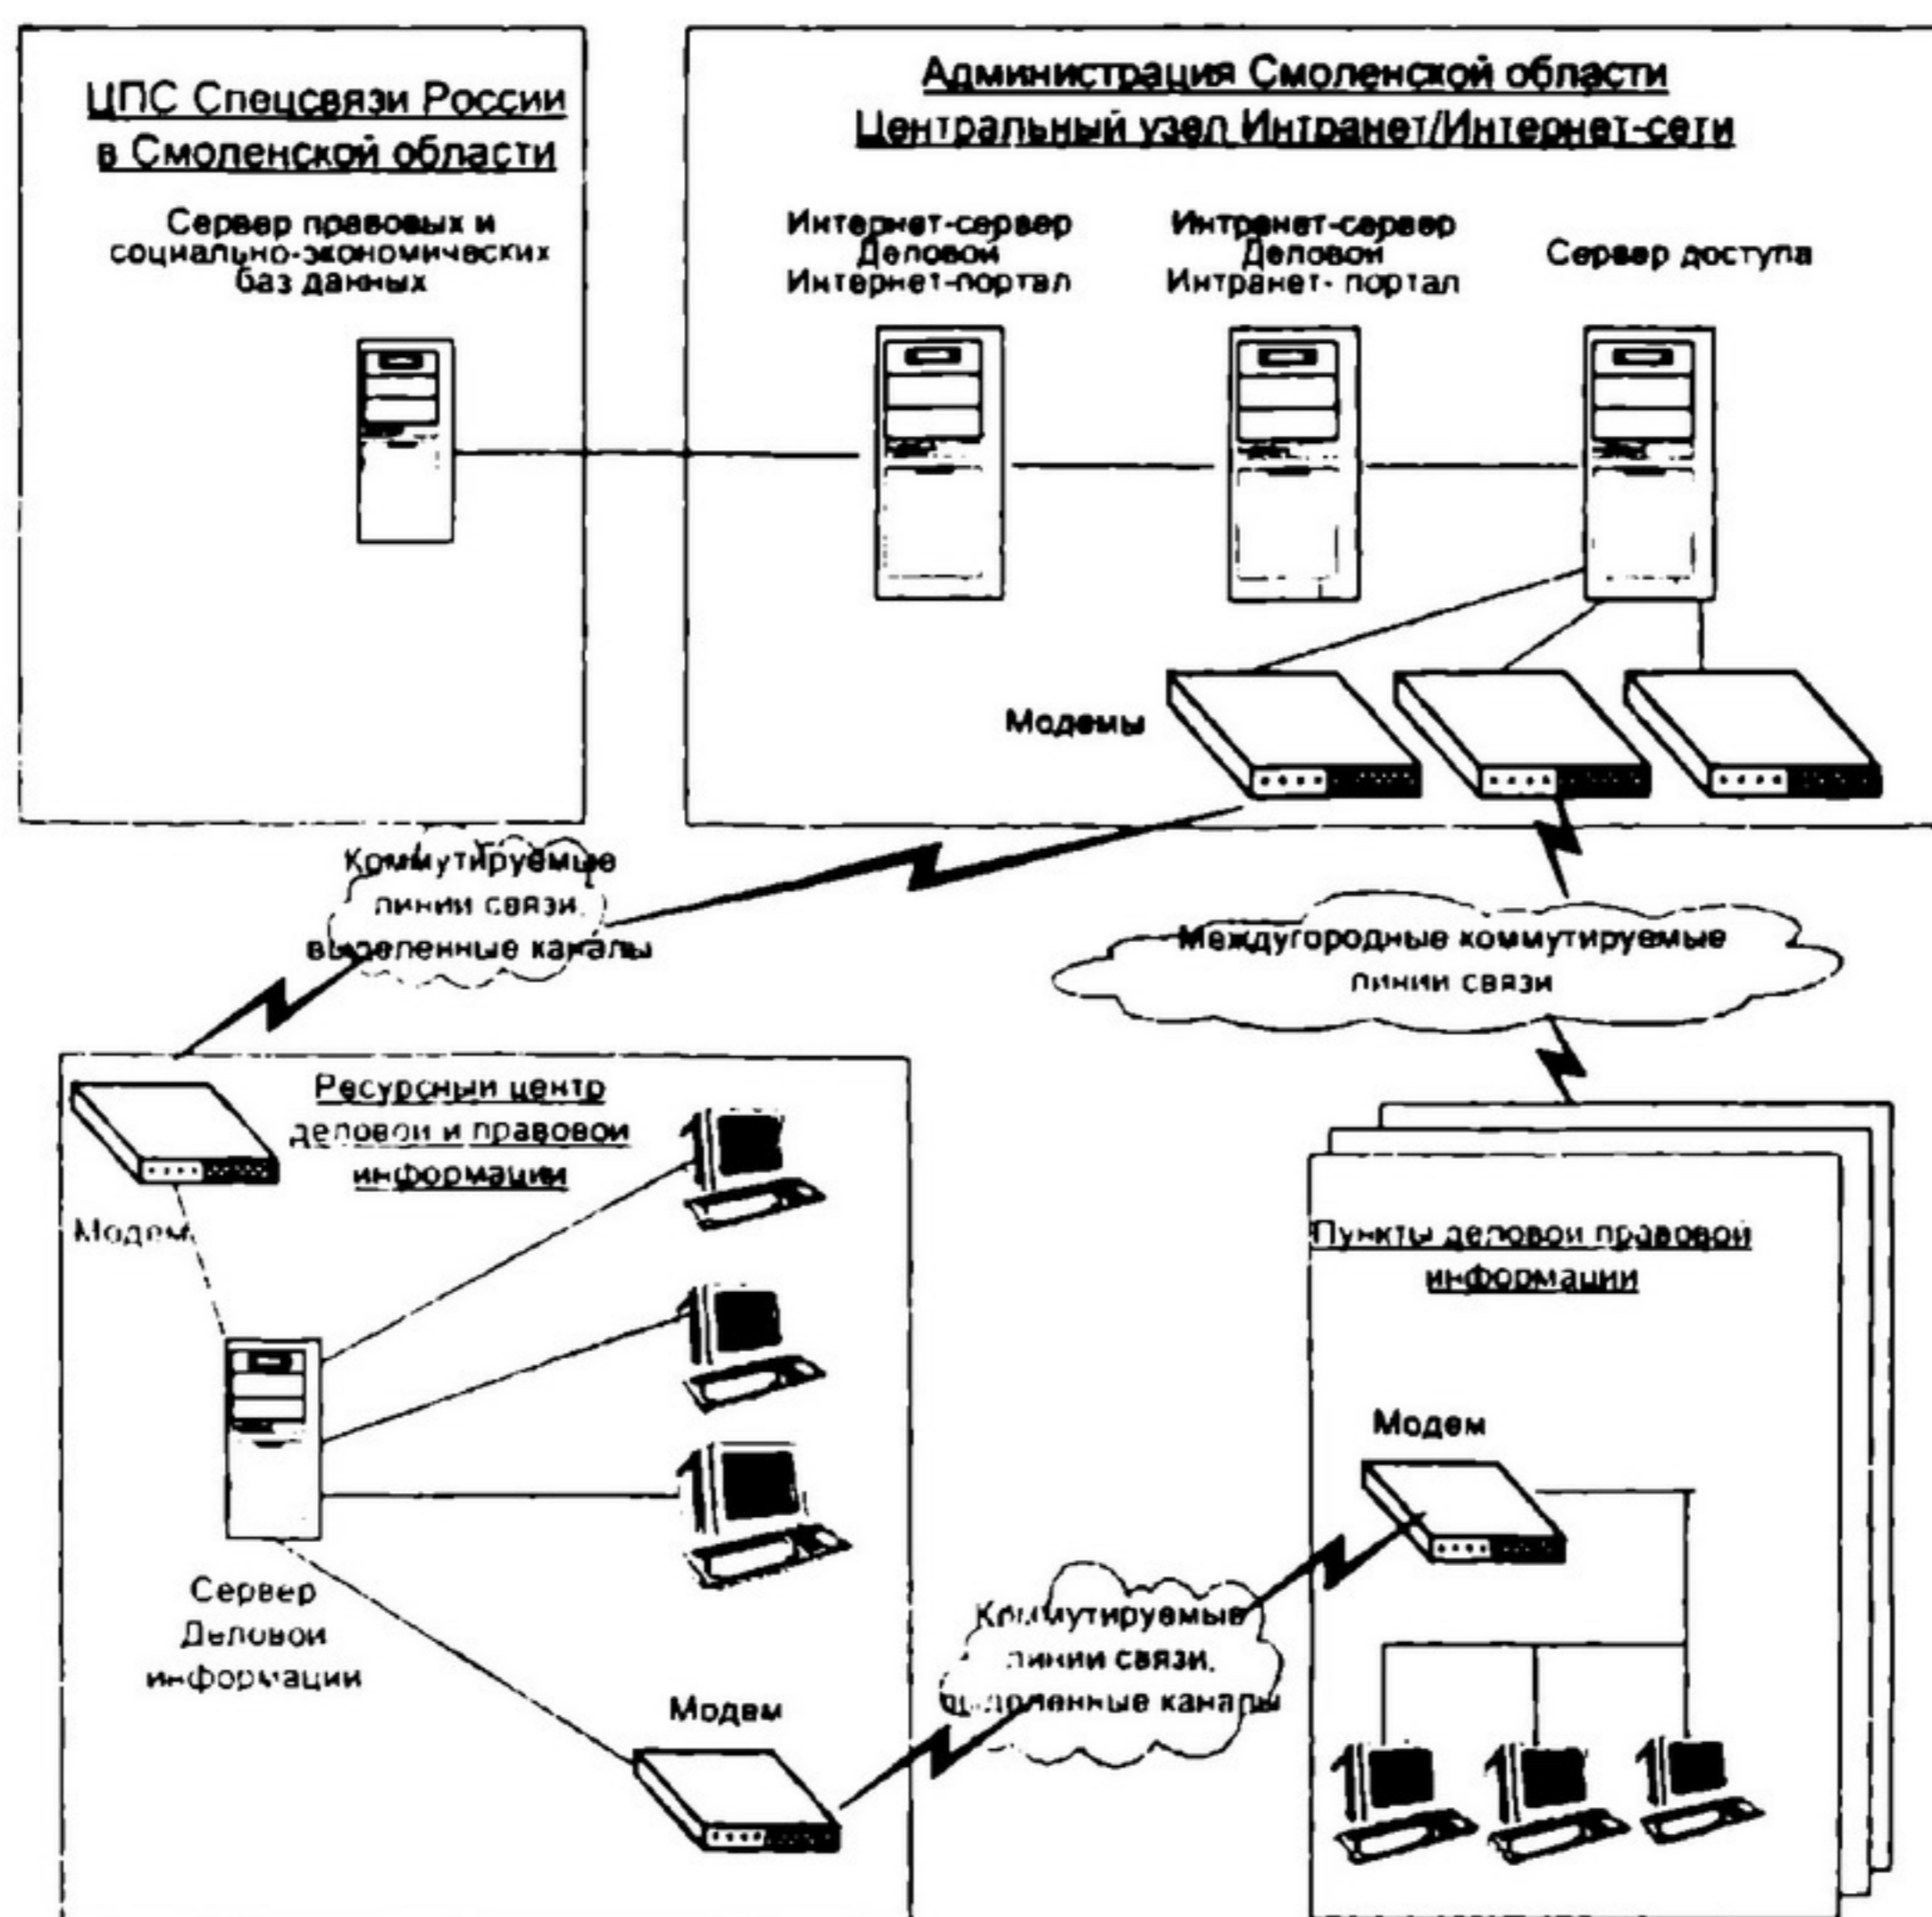 ЦПС Спецсвязи России
в Смоленской области
Сервер правовых и
социально-экономических
баз данных
Администрация Смоленской области
Центральный узел Интранет/Интернет-сети
Интернет-сервер
Деловой
Интернет-портал
Интранет-сервер
Деловой
Интранет- портал
Сервер доступа
Модемы
Коммутируемые
линии связи,
выделенные каналы
Междугородные коммутируемые
линии связи
Ресурсный центр
деловой и правовой
информации
Модем
Сервер
Деловой
информации
Модем
Коммутируемые
линии связи,
выделенные каналы
Пункты деловой правовой
информации
Модем